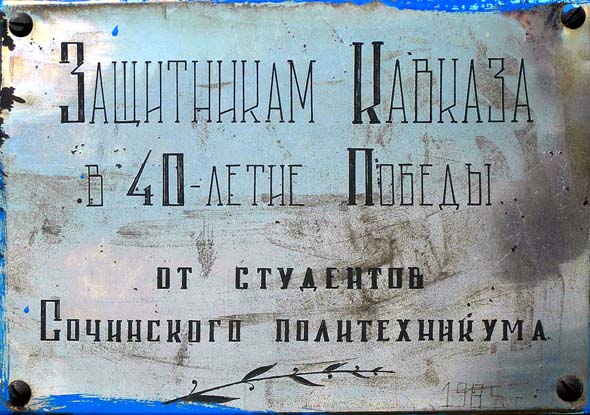 Защитникам Кавказа
в 40-летие Победы
от студентов
Сочинского политехникума
1985 г